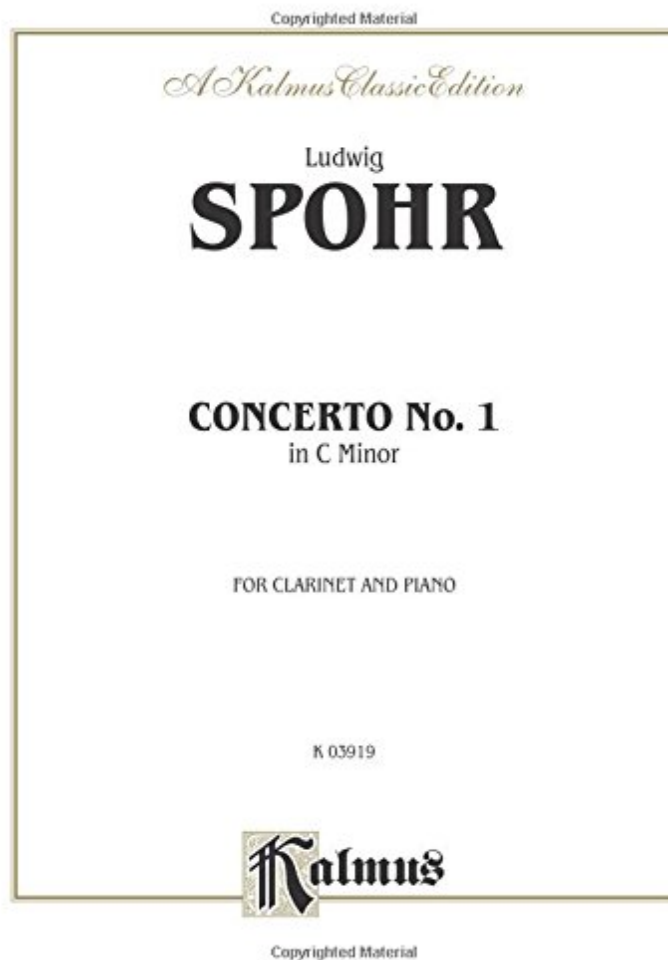 Copyrighted Material
A Kalmus Classic Edition
Ludwig
SPOHR
CONCERTO No. 1
in C Minor
FOR CLARINET AND PIANO
K 03919
Kalmus
Copyrighted Material